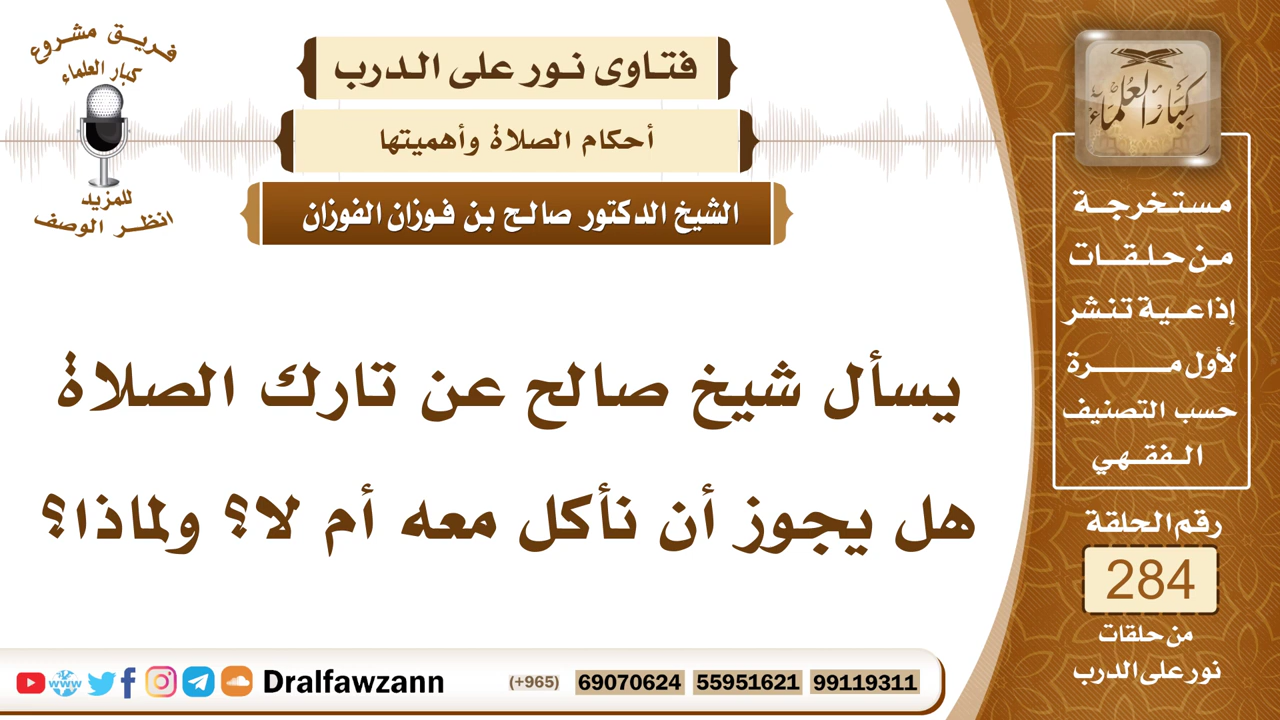 فتاوى نور على الدرب
أحكام الصلاة وأهميتها
الشيخ الدكتور صالح بن فوزان الفوزان
يسأل شيخ صالح عن تارك الصلاة
هل يجوز أن نأكل معه أم لا؟ ولماذا؟
كبار العلماء
مستخرجة
من حلقات
إذاعية تنشر
لأول مرة
حسب التصنيف
الفقهي
رقم الحلقة
284
من حلقات
نور على الدرب
فريق مشروع
كبار العلماء
للمزيد
انظر الوصف
www
Dralfawzann (+965) 69070624 55951621 99119311